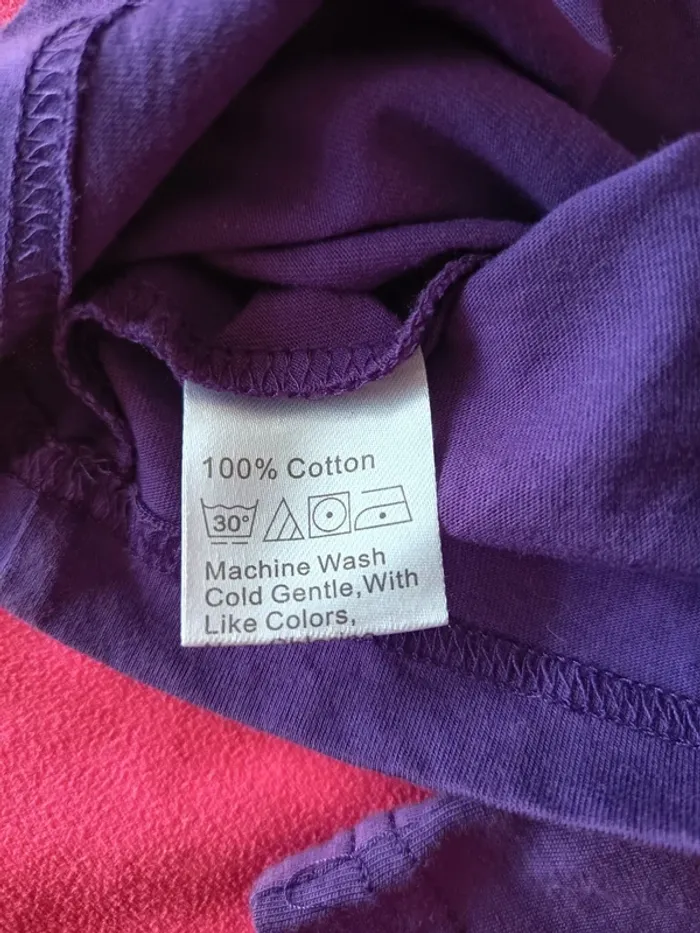 100% Cotton
30°
Machine Wash
Cold Gentle,With
Like Colors,